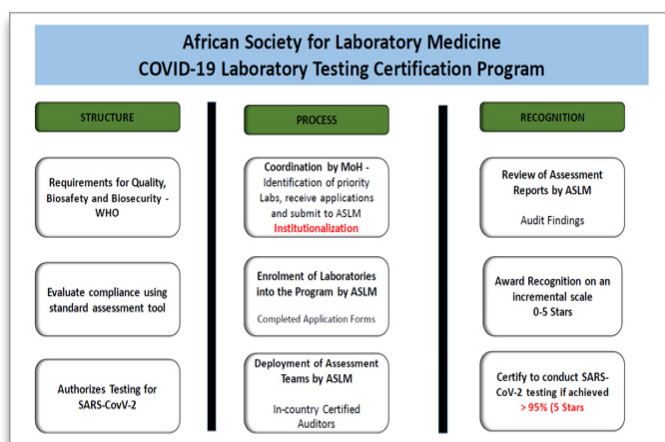 African Society for Laboratory Medicine
COVID-19 Laboratory Testing Certification Program
STRUCTURE
Requirements for Quality,
Biosafety and Biosecurity -
WHO
Evaluate compliance using
standard assessment tool
Authorizes Testing for
SARS-CovV-2
PROCESS
Coordination by MoH -
Identification of priority
Labs, receive applications
and submit to ASLM
Institutionalization
Enrolment of Laboratories
into the Program by ASLM
Completed Application Forms
Deployment of Assessment
Teams by ASLM
In-country Certified
Auditors
RECOGNITION
Review of Assessment
Reports by ASLM
Audit Findings
Award Recognition on an
incremental scale
0-5 Stars
Certify to conduct SARS-
CoV-2 testing if achieved
> 95% (5 Stars